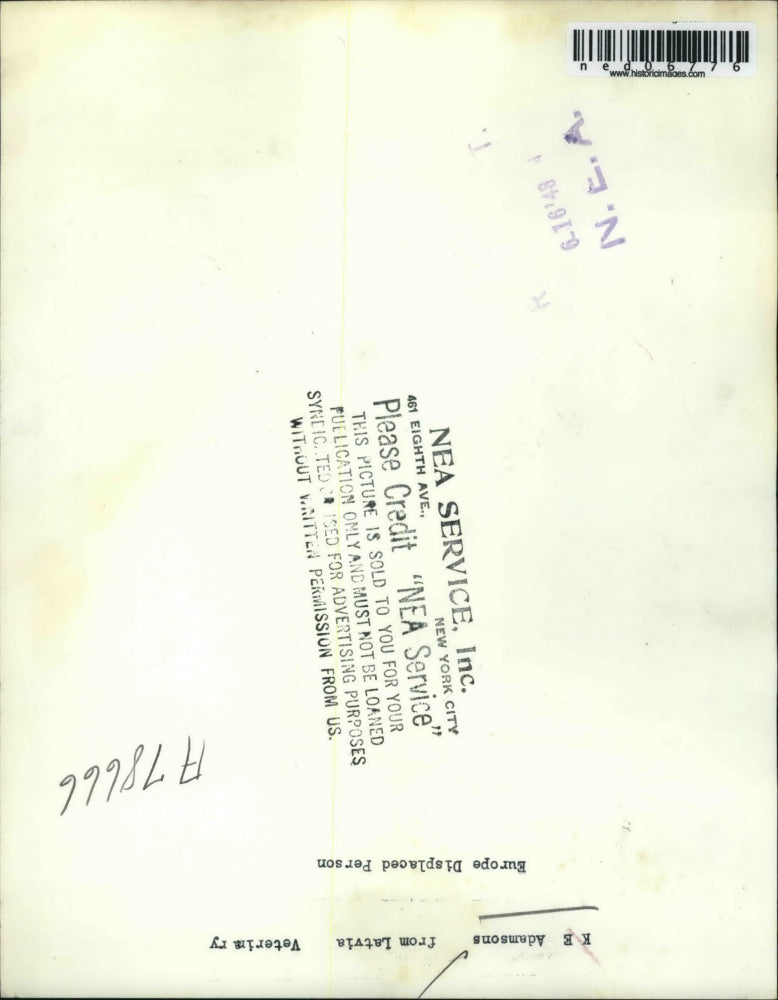 ned06776
www.historicimages.com
N.E.A.
6-16'48
NEA SERVICE, Inc.
461 EIGHTH AVE., NEW YORK CITY
Please Credit "NEA Service"
THIS PICTURE IS SOLD TO YOU FOR YOUR
PUBLICATION ONLY AND MUST NOT BE LOANED
SYNDICATED OR USED FOR ADVERTISING PURPOSES
WITHOUT WRITTEN PERMISSION FROM US.
A78666
Europe Displaced Person
K E Adamsons from Latvia Veterinary